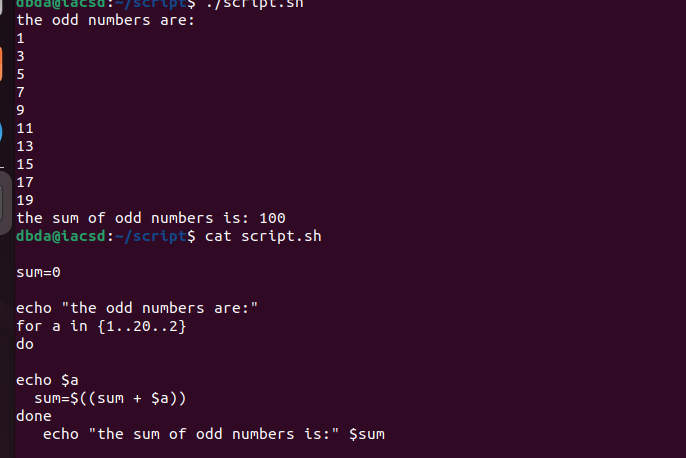 dbda@iacsd:~/script$ ./script.sh
the odd numbers are:
1
3
5
7
9
11
13
15
17
19
the sum of odd numbers is: 100
dbda@iacsd:~/script$ cat script.sh
sum=0
echo "the odd numbers are:"
for a in {1..20..2}
do
echo $a
  sum=$((sum + $a))
done
   echo "the sum of odd numbers is:" $sum